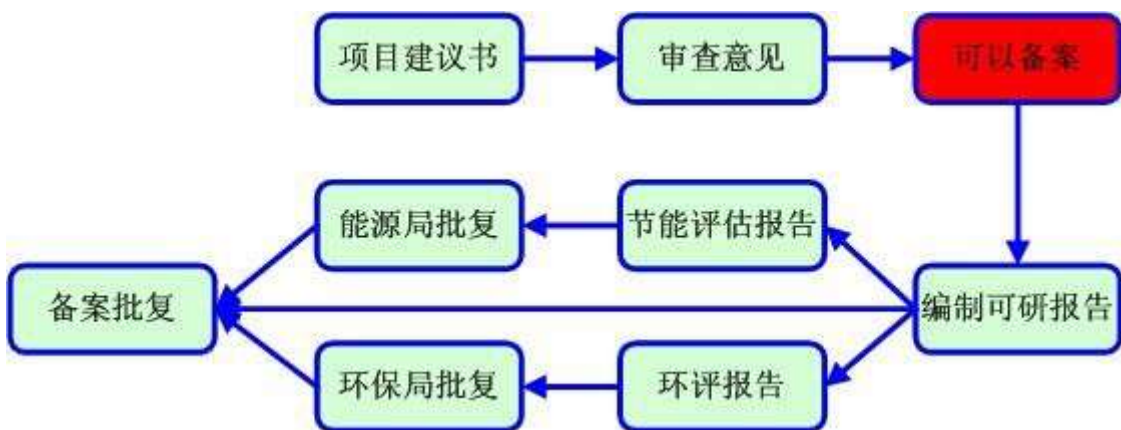 项目建议书
审查意见
可以备案
能源局批复
节能评估报告
备案批复
编制可研报告
环保局批复
环评报告